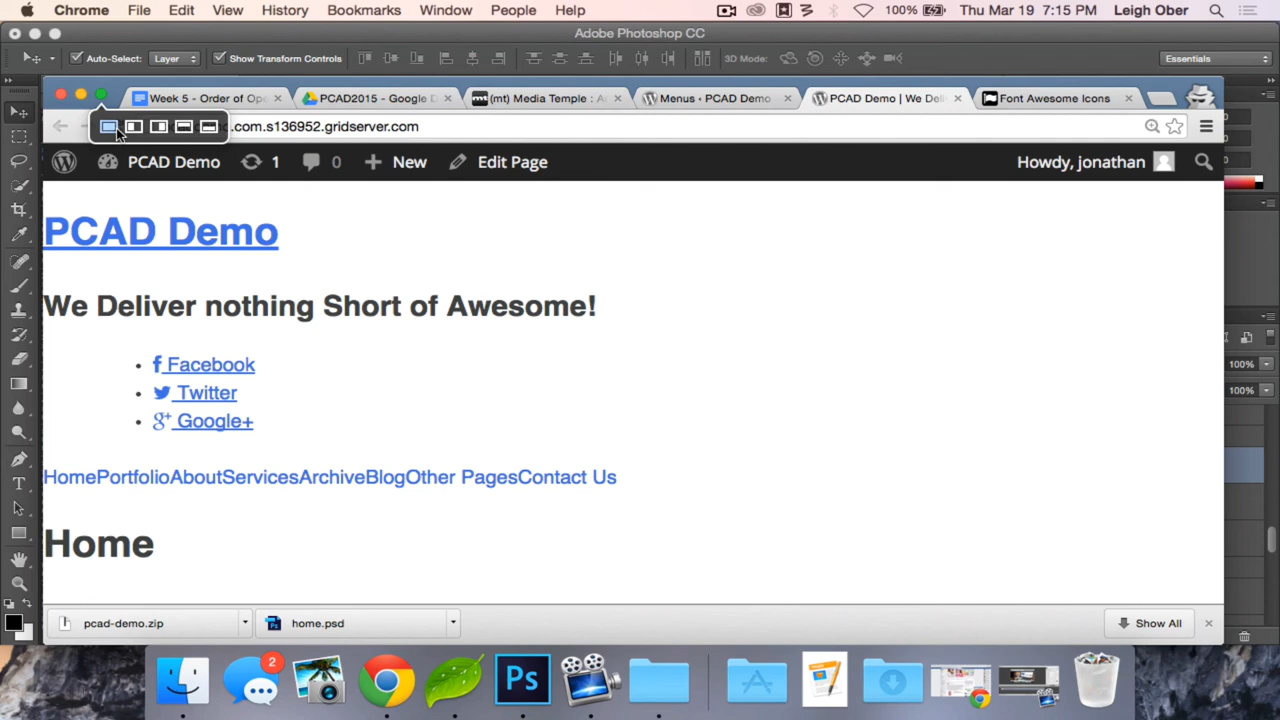 Chrome File Edit View History Bookmarks Window People Help 100% Thu Mar 19 7:15 PM Leigh Ober
Adobe Photoshop CC
Auto-Select: Layer Show Transform Controls 3D Mode: Essentials
Week 5 - Order of Op PCAD2015 - Google D (mt) Media Temple : A Menus • PCAD Demo PCAD Demo | We Deli Font Awesome Icons
.com.s136952.gridserver.com
PCAD Demo 1 0 New Edit Page Howdy, jonathan
PCAD Demo
We Deliver nothing Short of Awesome!
Facebook
Twitter
Google+
HomePortfolioAboutServicesArchiveBlogOther PagesContact Us
Home
100%
100%
pcad-demo.zip home.psd Show All
2
Ps